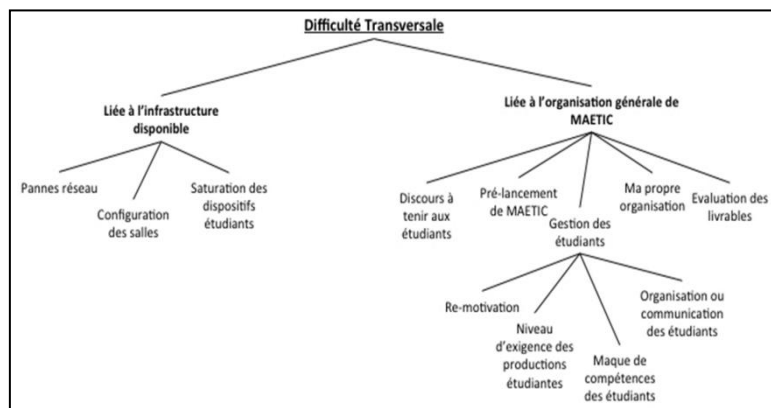 Difficulté Transversale
Liée à l'infrastructure
disponible
Liée à l'organisation générale de
MAETIC
Pannes réseau
Configuration
des salles
Saturation des
dispositifs
étudiants
Discours à
tenir aux
étudiants
Pré-lancement
de MAETIC
Gestion des
étudiants
Ma propre
organisation
Evaluation des
livrables
Re-motivation
Niveau
d'exigence des
productions
étudiantes
Maque de
compétences des
étudiants
Organisation ou
communication
des étudiants